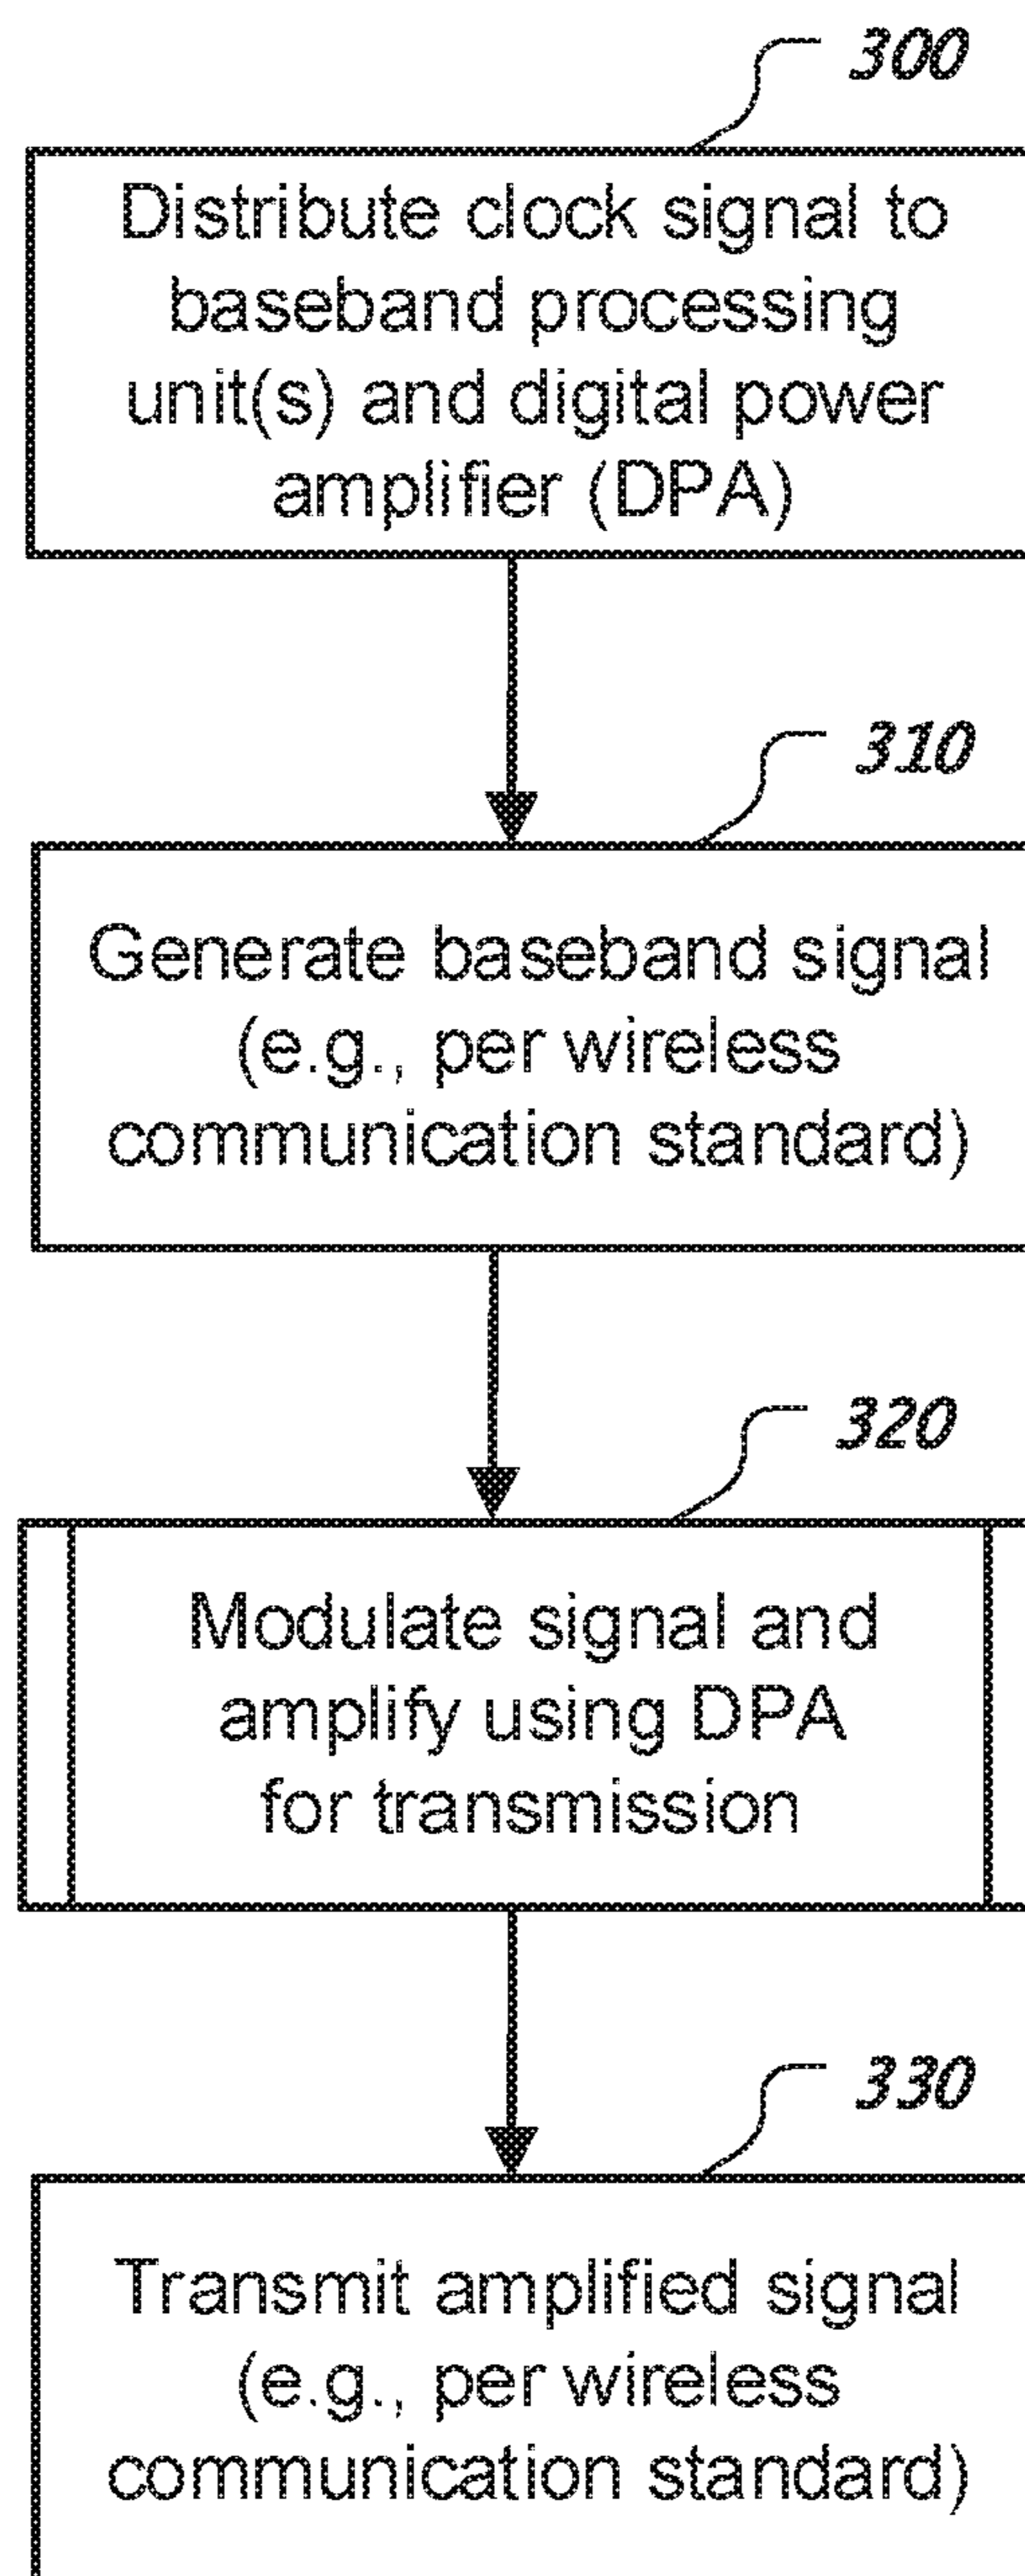 300
Distribute clock signal to
baseband processing
unit(s) and digital power
amplifier (DPA)
310
Generate baseband signal
(e.g., per wireless
communication standard)
320
Modulate signal and
amplify using DPA
for transmission
330
Transmit amplified signal
(e.g., per wireless
communication standard)